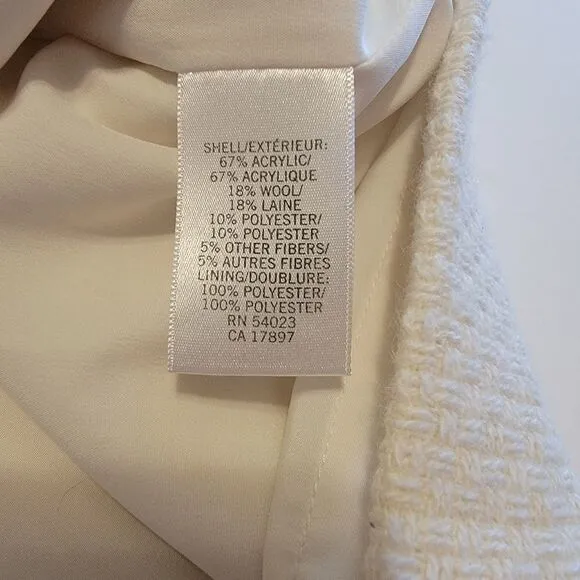 SHELL/EXTÉRIEUR:
67% ACRYLIC/
67% ACRYLIQUE
18% WOOL/
18% LAINE
10% POLYESTER/
10% POLYESTER
5% OTHER FIBERS/
5% AUTRES FIBRES
LINING/DOUBLURE:
100% POLYESTER/
100% POLYESTER
RN 54023
CA 17897